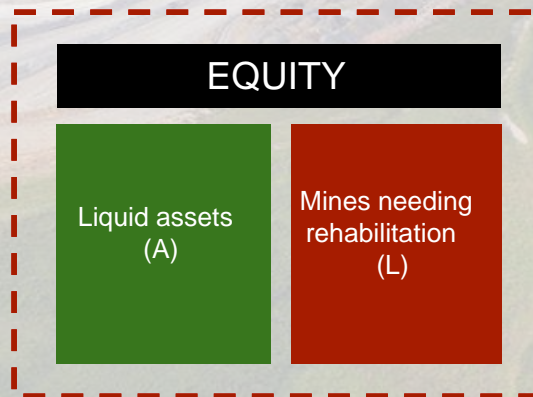 EQUITY
Liquid assets
(A)
Mines needing
rehabilitation
(L)